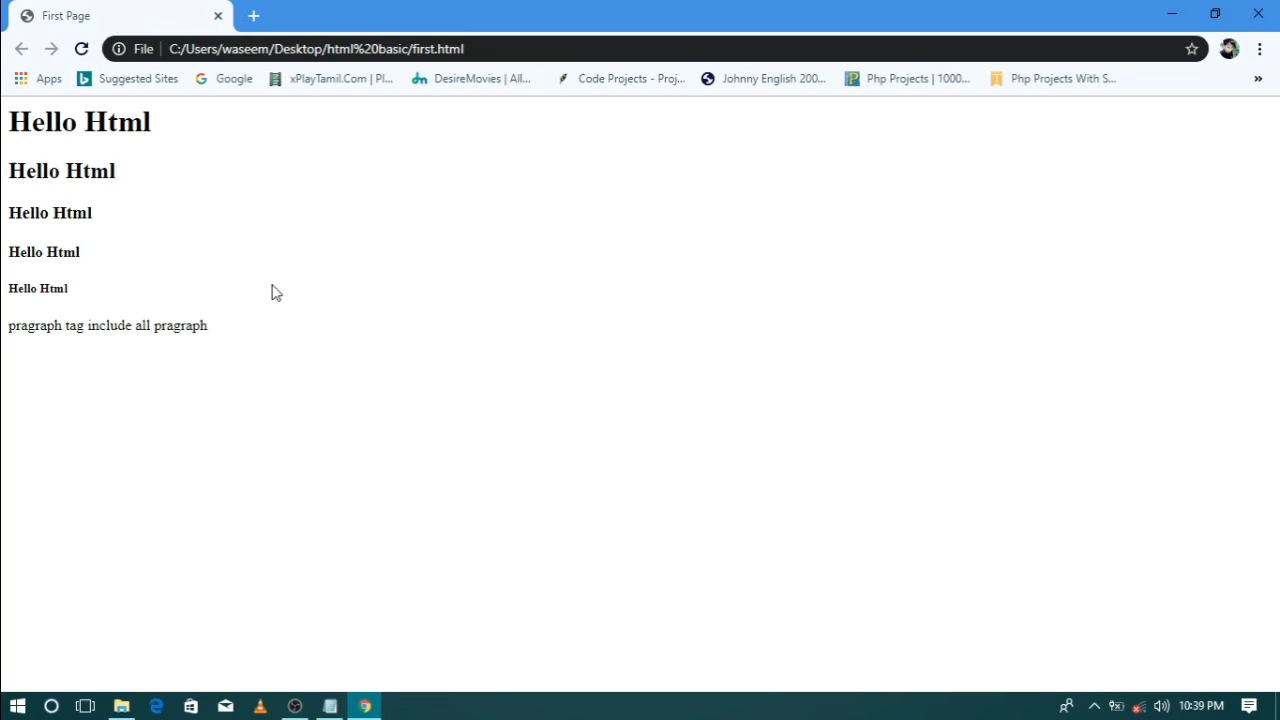 First Page
File C:/Users/waseem/Desktop/html%20basic/first.html
Apps Suggested Sites Google xPlayTamil.Com | Pl... DesireMovies | All... Code Projects - Proj... Johnny English 200... Php Projects | 1000... Php Projects With S... »
Hello Html
Hello Html
Hello Html
Hello Html
Hello Html
pragraph tag include all pragraph
10:39 PM